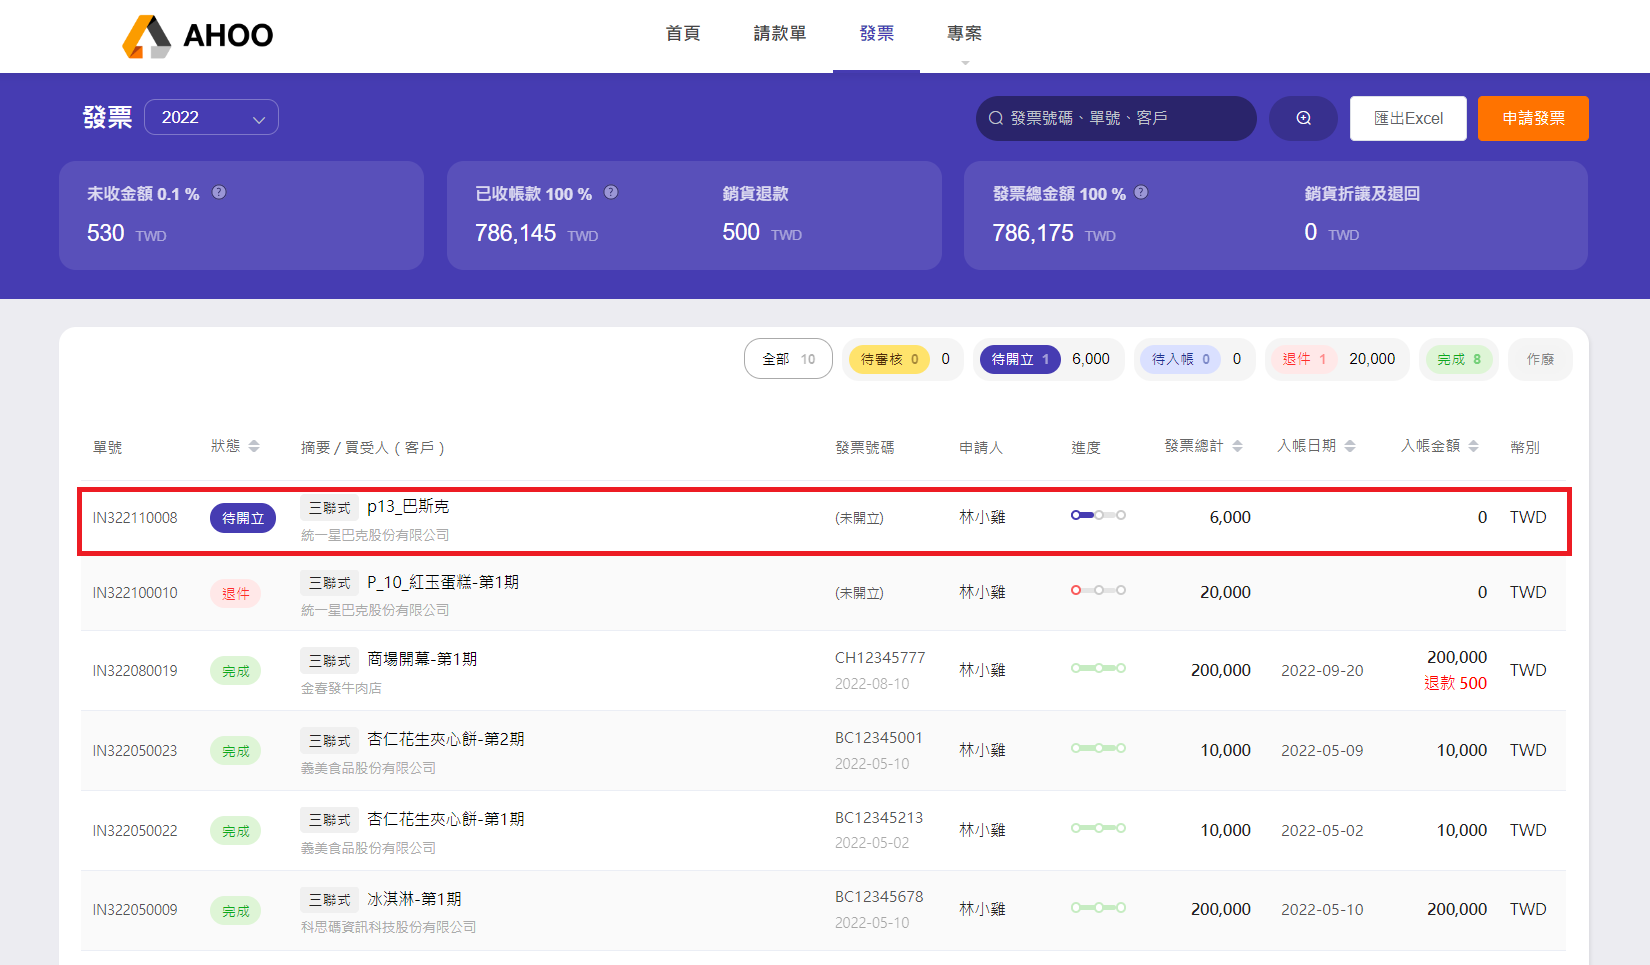 AHOO
首頁 請款單 發票 專案
發票 2022 發票號碼、單號、客戶 匯出Excel 申請發票
未收金額 0.1 % 已收帳款 100 % 銷貨退款 發票總金額 100 % 銷貨折讓及退回
530 TWD 786,145 TWD 500 TWD 786,175 TWD 0 TWD
全部 10 待審核 0 0 待開立 1 6,000 待入帳 0 0 退件 1 20,000 完成 8 作廢
單號 狀態 摘要 / 買受人 ( 客戶 ) 發票號碼 申請人 進度 發票總計 入帳日期 入帳金額 幣別
IN322110008 待開立 三聯式 p13_巴斯克 (未開立) 林小雞 6,000 0 TWD
統一星巴克股份有限公司
IN322100010 退件 三聯式 P_10_紅玉蛋糕-第1期 (未開立) 林小雞 20,000 0 TWD
統一星巴克股份有限公司
IN322080019 完成 三聯式 商場開幕-第1期 CH12345777 林小雞 200,000 2022-09-20 200,000 TWD
金春發牛肉店 2022-08-10 退款 500
IN322050023 完成 三聯式 杏仁花生夾心餅-第2期 BC12345001 林小雞 10,000 2022-05-09 10,000 TWD
義美食品股份有限公司 2022-05-10
IN322050022 完成 三聯式 杏仁花生夾心餅-第1期 BC12345213 林小雞 10,000 2022-05-02 10,000 TWD
義美食品股份有限公司 2022-05-02
IN322050009 完成 三聯式 冰淇淋-第1期 BC12345678 林小雞 200,000 2022-05-10 200,000 TWD
科思碼資訊科技股份有限公司 2022-05-10